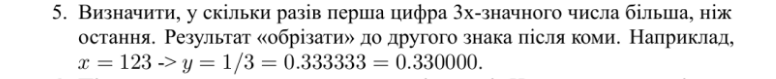 5. Визначити, у скільки разів перша цифра 3х-значного числа більша, ніж
остання. Результат «обрізати» до другого знака після коми. Наприклад,
x = 123 -> y = 1/3 = 0.333333 = 0.330000.